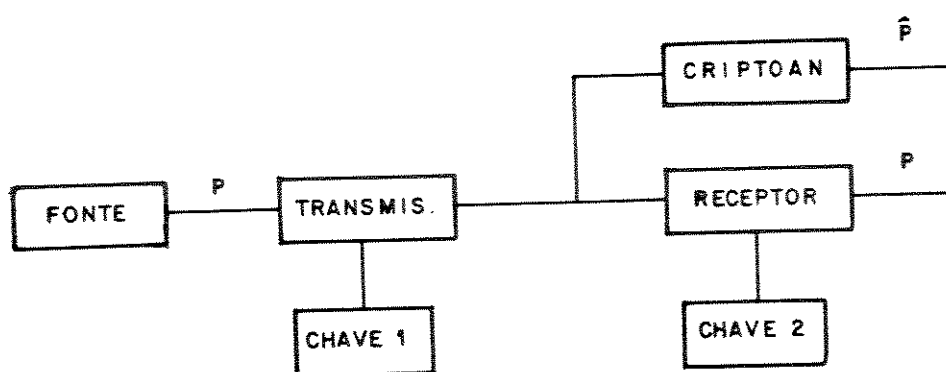 P̂
CRIPTOAN
P
P
FONTE
TRANSMIS.
RECEPTOR
CHAVE 1
CHAVE 2